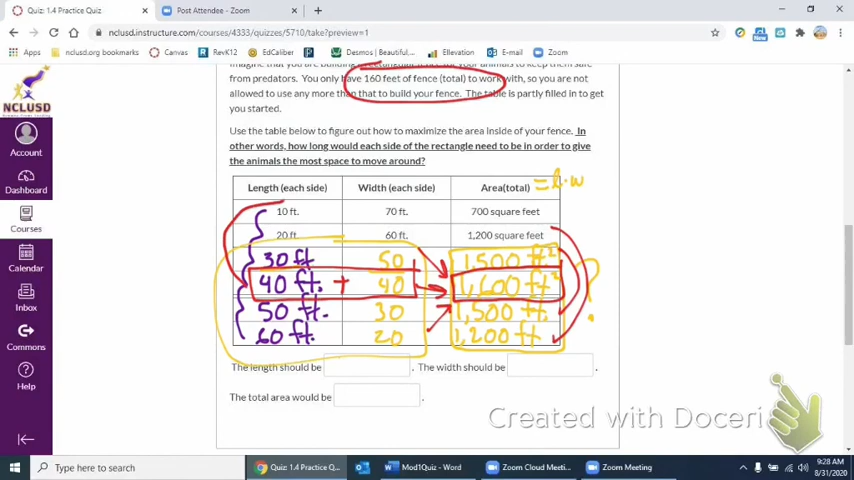 Quiz: 1.4 Practice Quiz
Post Attendee - Zoom
nclusd.instructure.com/courses/4333/quizzes/5710/take?preview=1
Apps nclusd.org bookmarks Canvas RevK12 EdCaliber Desmos | Beautiful,... Ellevation E-mail Zoom
from predators. You only have 160 feet of fence (total) to work with, so you are not
allowed to use any more than that to build your fence. The table is partly filled in to get
you started.
Use the table below to figure out how to maximize the area inside of your fence. In
other words, how long would each side of the rectangle need to be in order to give
the animals the most space to move around?
Length (each side) Width (each side) Area(total) = l·w
10 ft. 70 ft. 700 square feet
20 ft. 60 ft. 1,200 square feet
30 ft 50 1,500 ft²
40 ft. + 40 1,600 ft² ?
50 ft. 30 1,500 ft.
60 ft. 20 1,200 ft.
The length should be . The width should be
The total area would be .
NCLUSD
Account
Dashboard
Courses
Calendar
Inbox
Commons
Help
Created with Doceri
Type here to search
Quiz: 1.4 Practice Q...
Mod1Quiz - Word
Zoom Cloud Meeti...
Zoom Meeting
9:28 AM
8/31/2020